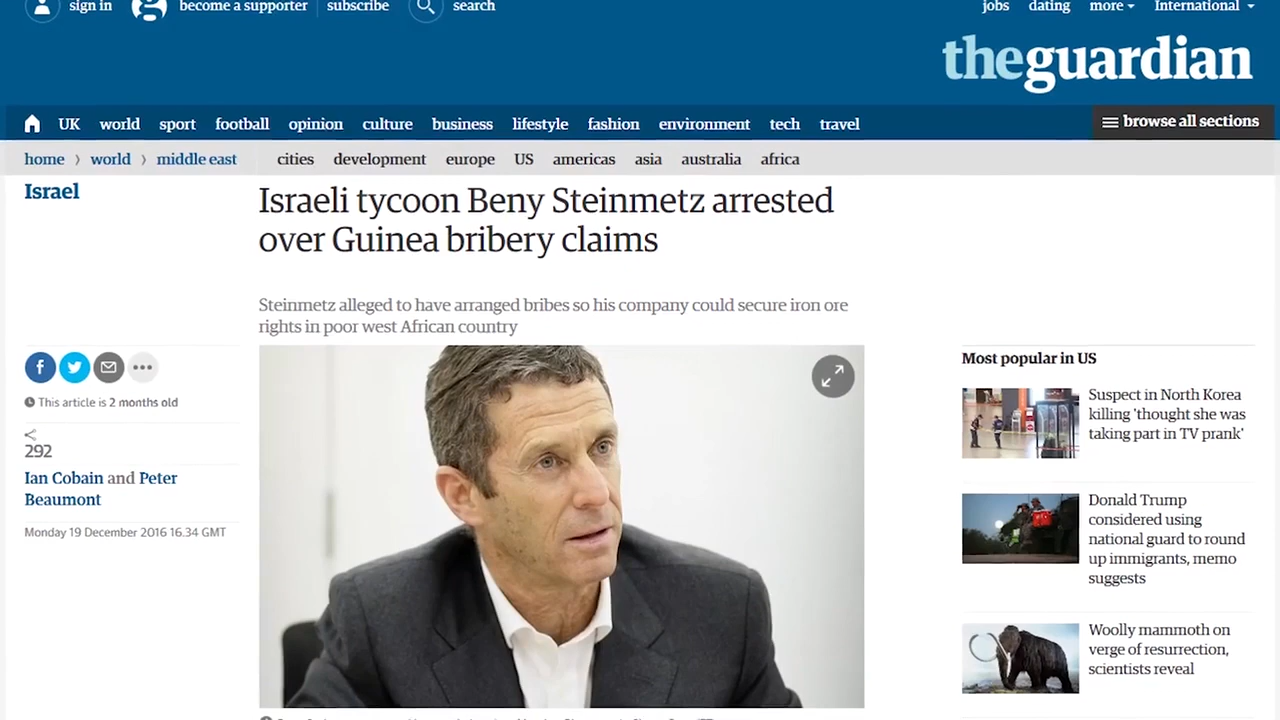 sign in
become a supporter
subscribe
search
jobs
dating
more
International
theguardian
UK
world
sport
football
opinion
culture
business
lifestyle
fashion
environment
tech
travel
browse all sections
home
world
middle east
cities
development
europe
US
americas
asia
australia
africa
Israel
Israeli tycoon Beny Steinmetz arrested
over Guinea bribery claims
Steinmetz alleged to have arranged bribes so his company could secure iron ore
rights in poor west African country
This article is 2 months old
292
Ian Cobain and Peter
Beaumont
Monday 19 December 2016 16.34 GMT
Most popular in US
Suspect in North Korea
killing 'thought she was
taking part in TV prank'
Donald Trump
considered using
national guard to round
up immigrants, memo
suggests
Woolly mammoth on
verge of resurrection,
scientists reveal